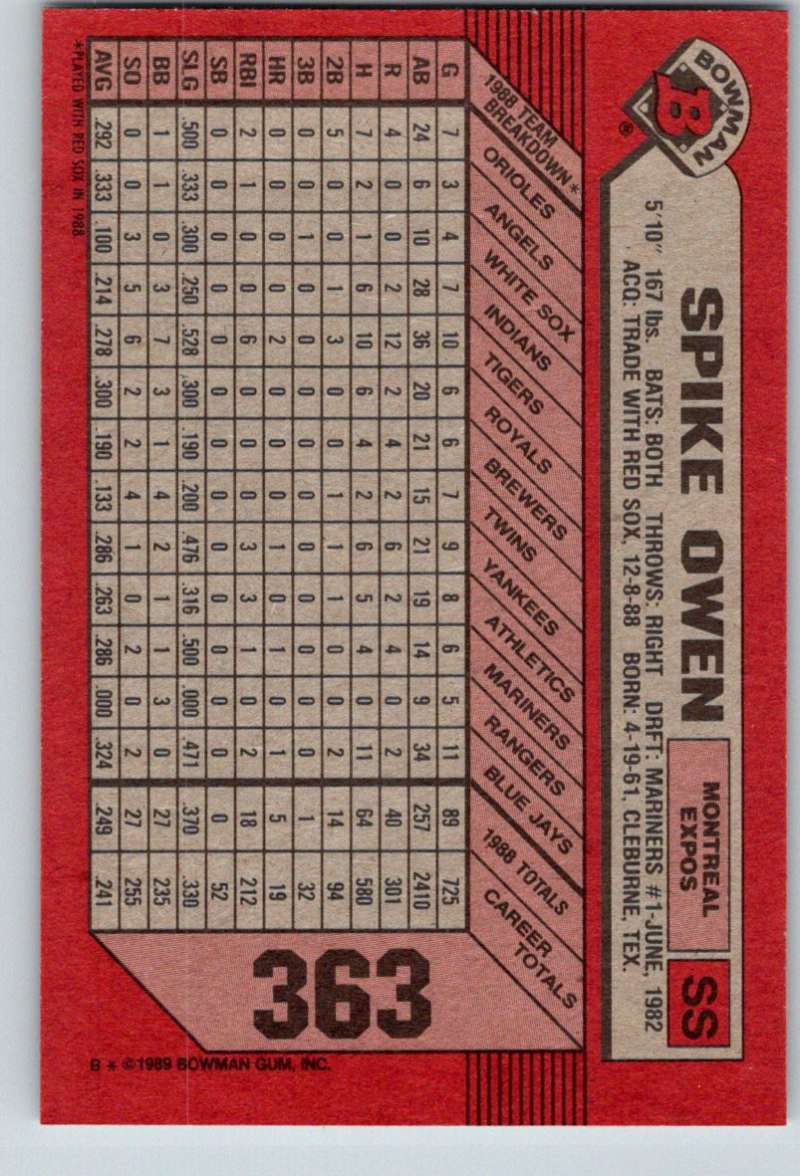 BOWMAN
B
®
SPIKE OWEN
MONTREAL
EXPOS
SS
5'10" 167 lbs. BATS: BOTH THROWS: RIGHT DRFT: MARINERS #1-JUNE, 1982
ACQ: TRADE WITH RED SOX, 12-8-88 BORN: 4-19-61, CLEBURNE, TEX.
1988 TEAM
BREAKDOWN*
ORIOLES
ANGELS
WHITE SOX
INDIANS
TIGERS
ROYALS
BREWERS
TWINS
YANKEES
ATHLETICS
MARINERS
RANGERS
BLUE JAYS
1988 TOTALS
CAREER
TOTALS
G 7 3 4 7 10 6 6 7 9 8 6 5 11 89 725
AB 24 6 10 28 36 20 21 15 21 19 14 9 34 257 2410
R 4 0 0 2 12 2 4 2 6 2 4 0 2 40 301
H 7 2 1 6 10 6 4 2 6 5 4 0 11 64 580
2B 5 0 0 1 3 0 0 1 1 1 0 0 2 14 94
3B 0 0 1 0 0 0 0 0 0 0 0 0 0 1 32
HR 0 0 0 0 2 0 0 0 1 0 1 0 1 5 19
RBI 2 1 0 0 6 0 0 0 3 3 1 0 2 18 212
SB 0 0 0 0 0 0 0 0 0 0 0 0 0 0 52
SLG .500 .333 .300 .250 .528 .300 .190 .200 .476 .316 .500 .000 .471 .370 .330
BB 1 1 0 3 7 3 1 4 2 1 1 3 0 27 235
SO 0 0 3 5 6 2 2 4 1 0 2 0 2 27 255
AVG .292 .333 .100 .214 .278 .300 .190 .133 .286 .263 .286 .000 .324 .249 .241
*PLAYED WITH RED SOX IN 1988
363
B * ©1989 BOWMAN GUM, INC.